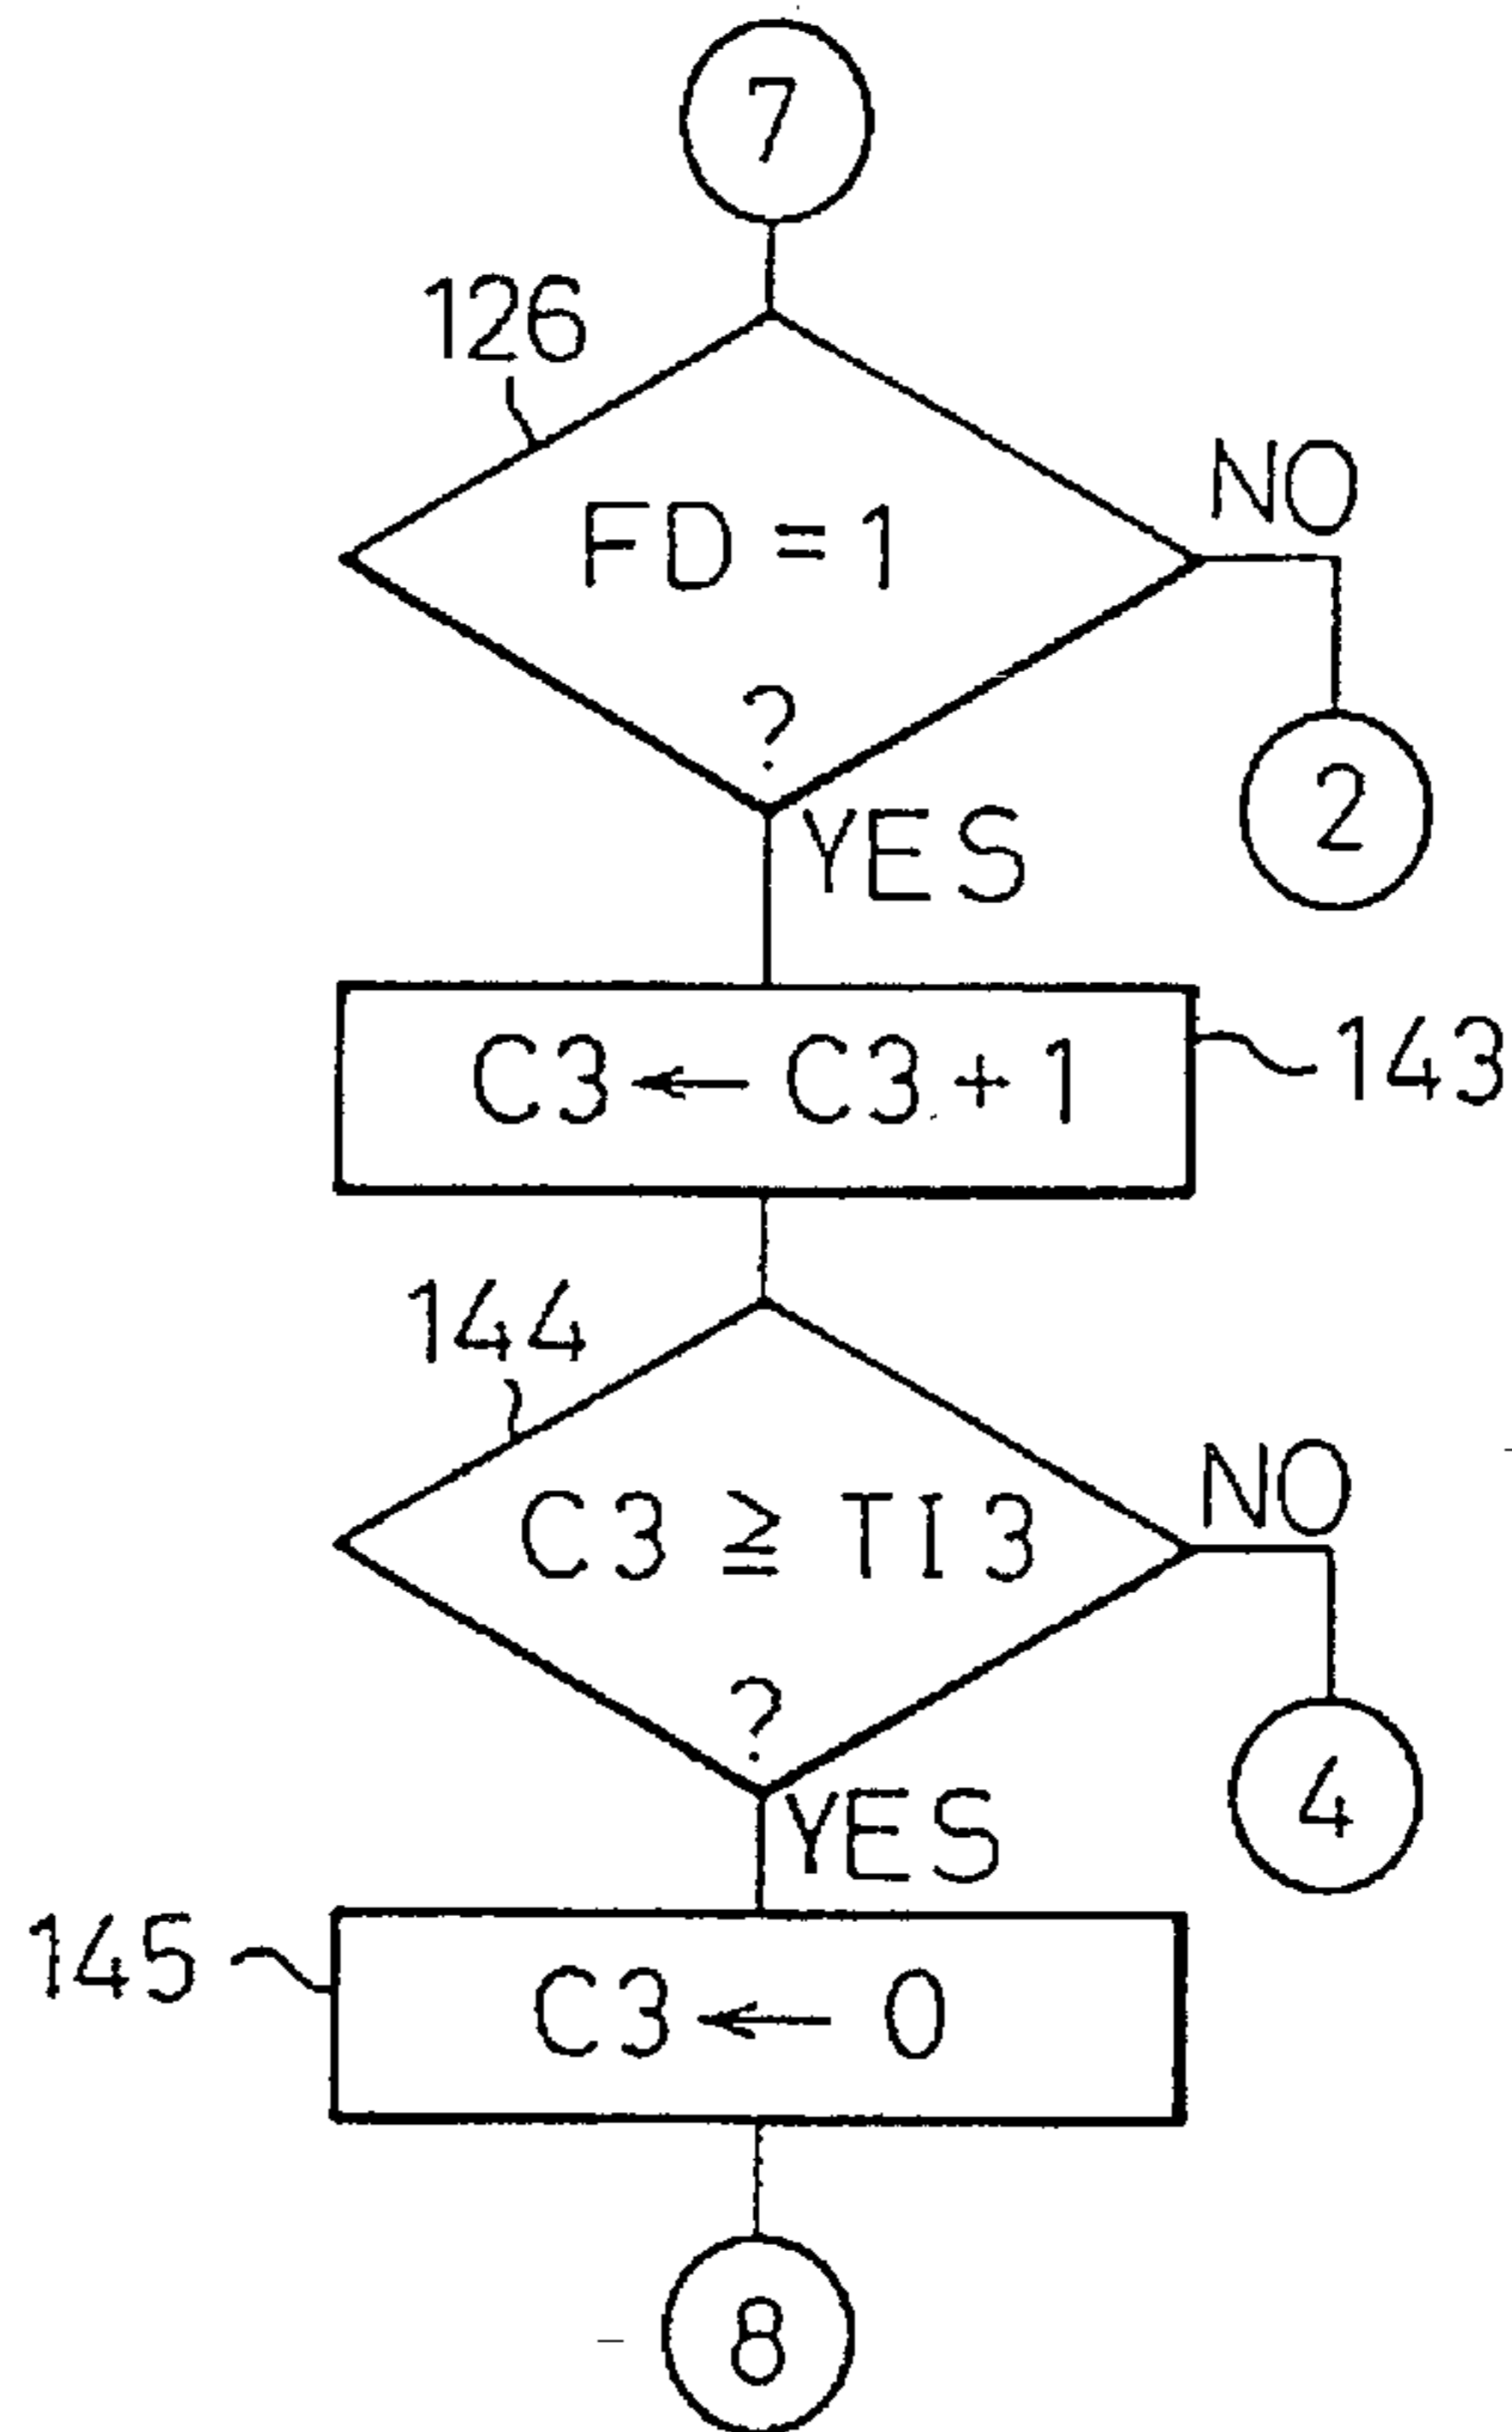 7
126
FD=1
?
NO
2
YES
C3 ← C3 + 1
143
144
C3 ≧ TI3
?
NO
4
YES
145
C3 ← 0
8